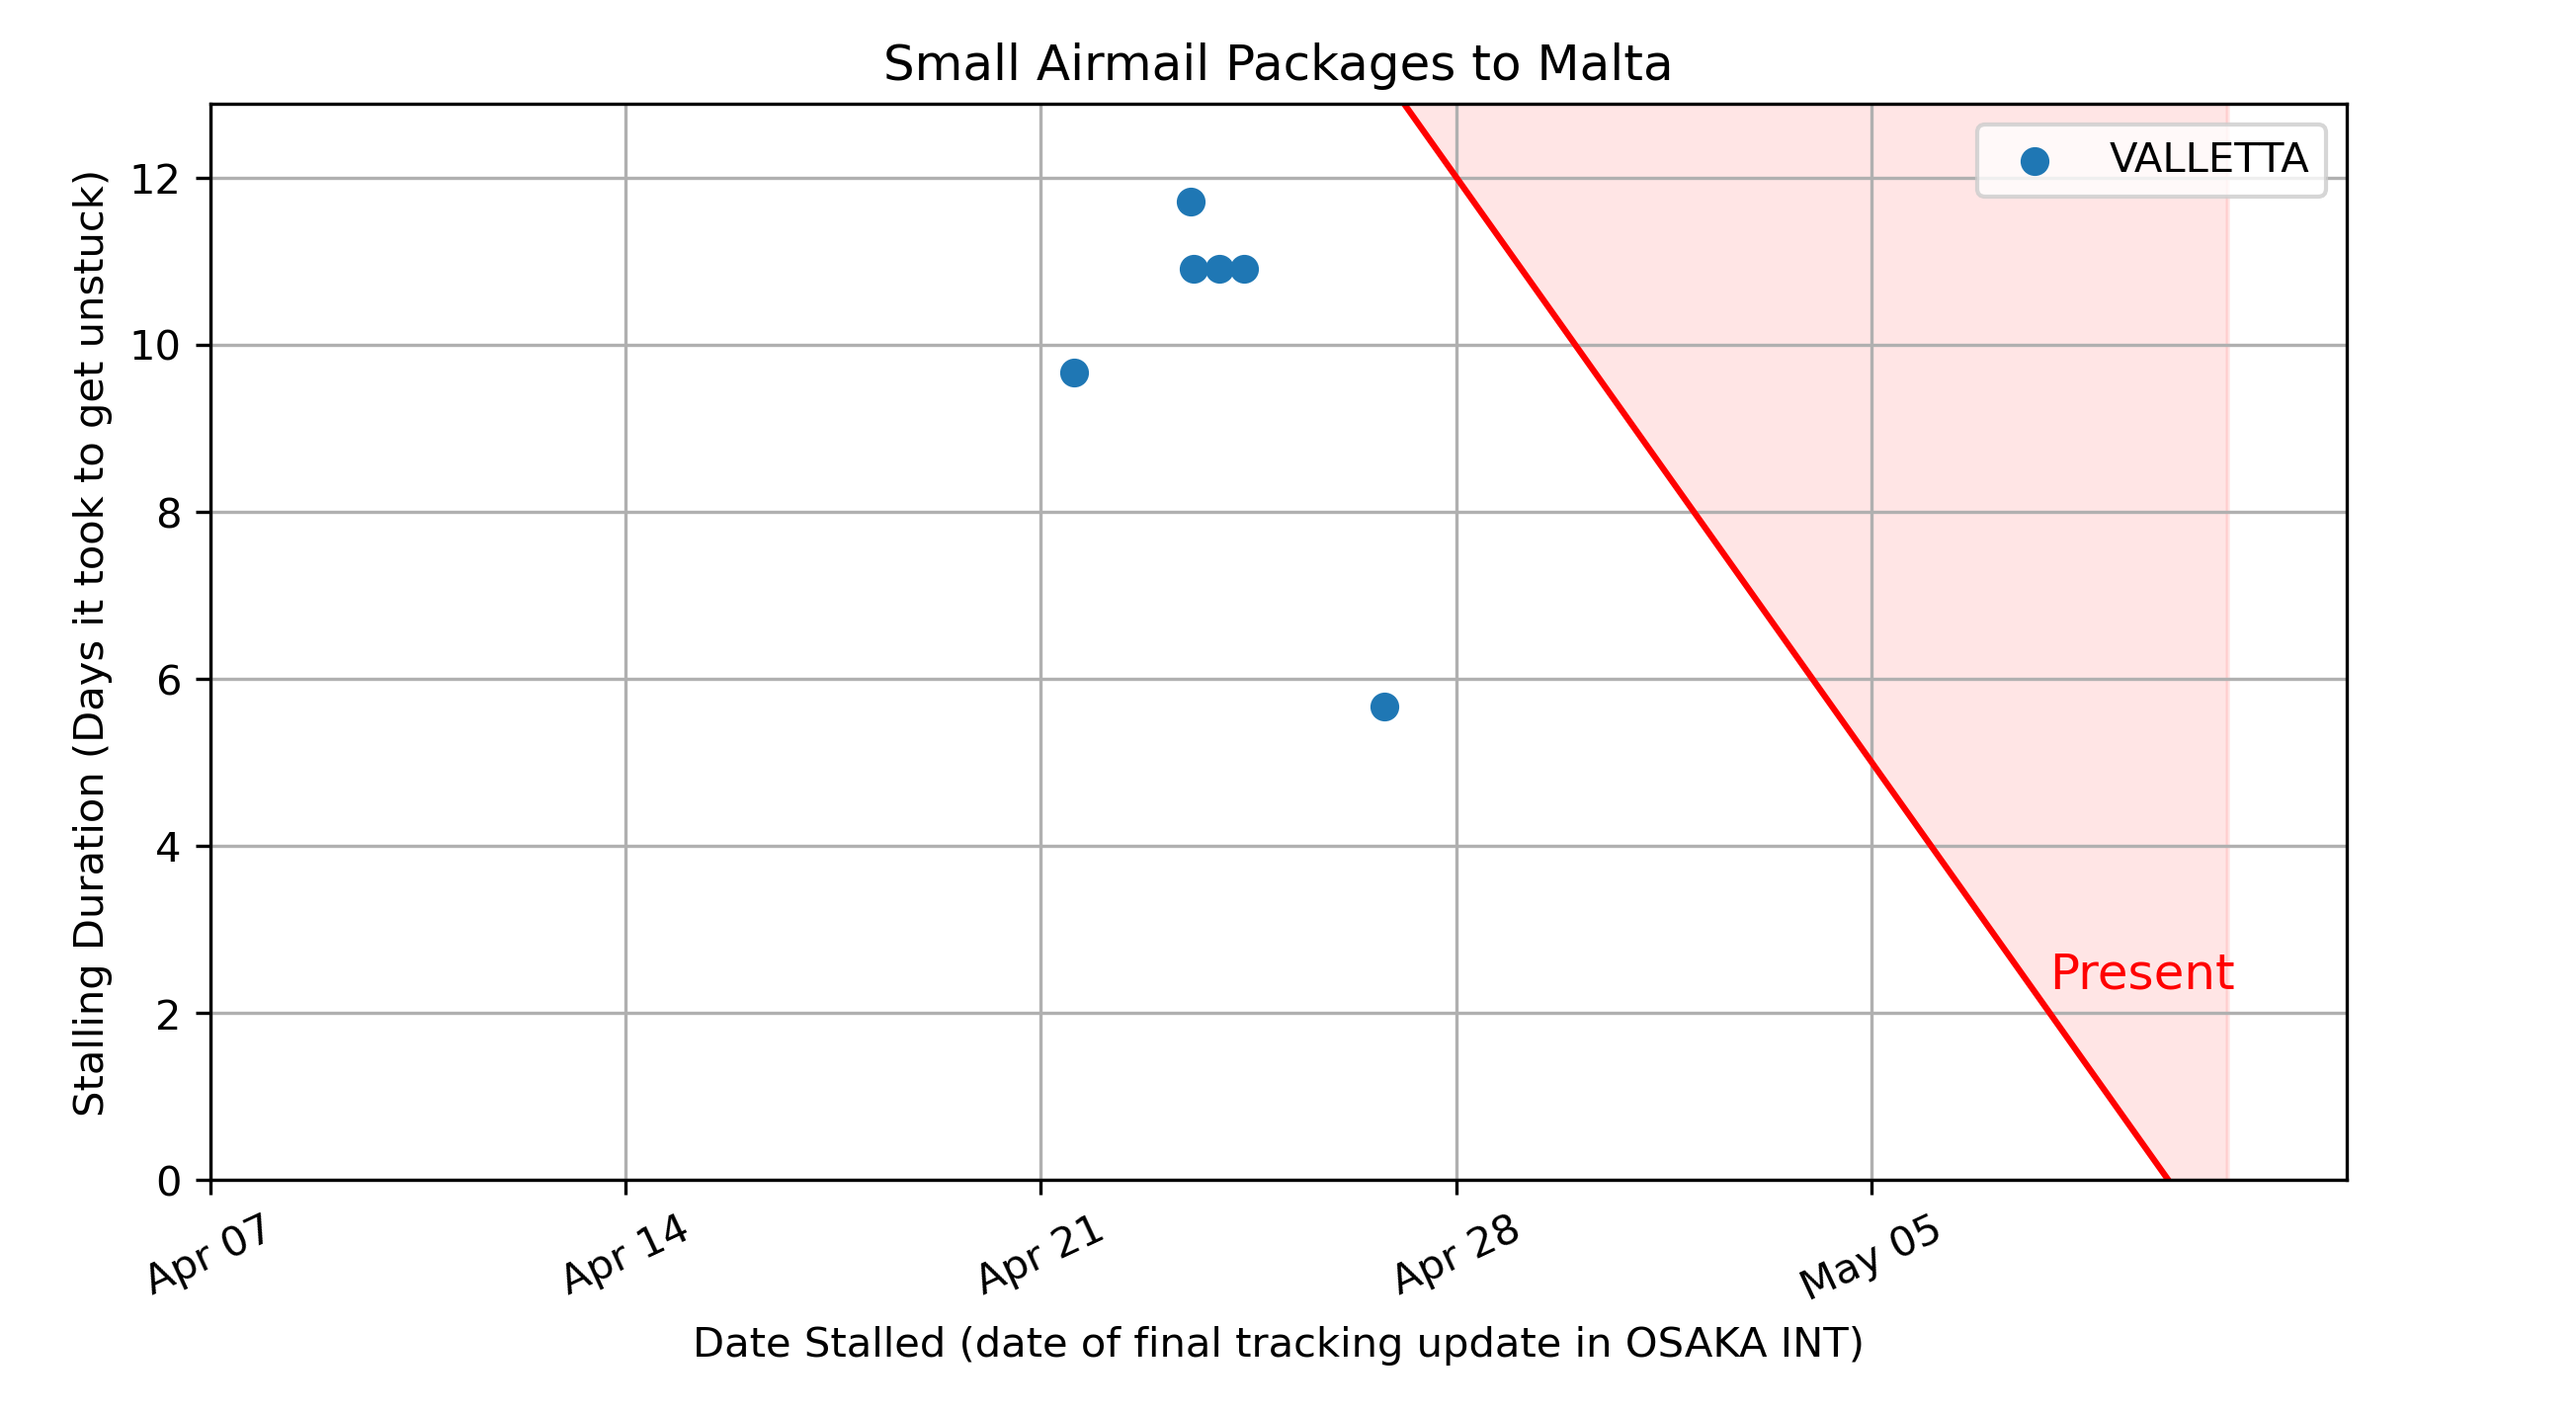 Small Airmail Packages to Malta
VALLETTA
Stalling Duration (Days it took to get unstuck)
12
10
8
6
4
2
0
Present
Apr 07
Apr 14
Apr 21
Apr 28
May 05
Date Stalled (date of final tracking update in OSAKA INT)